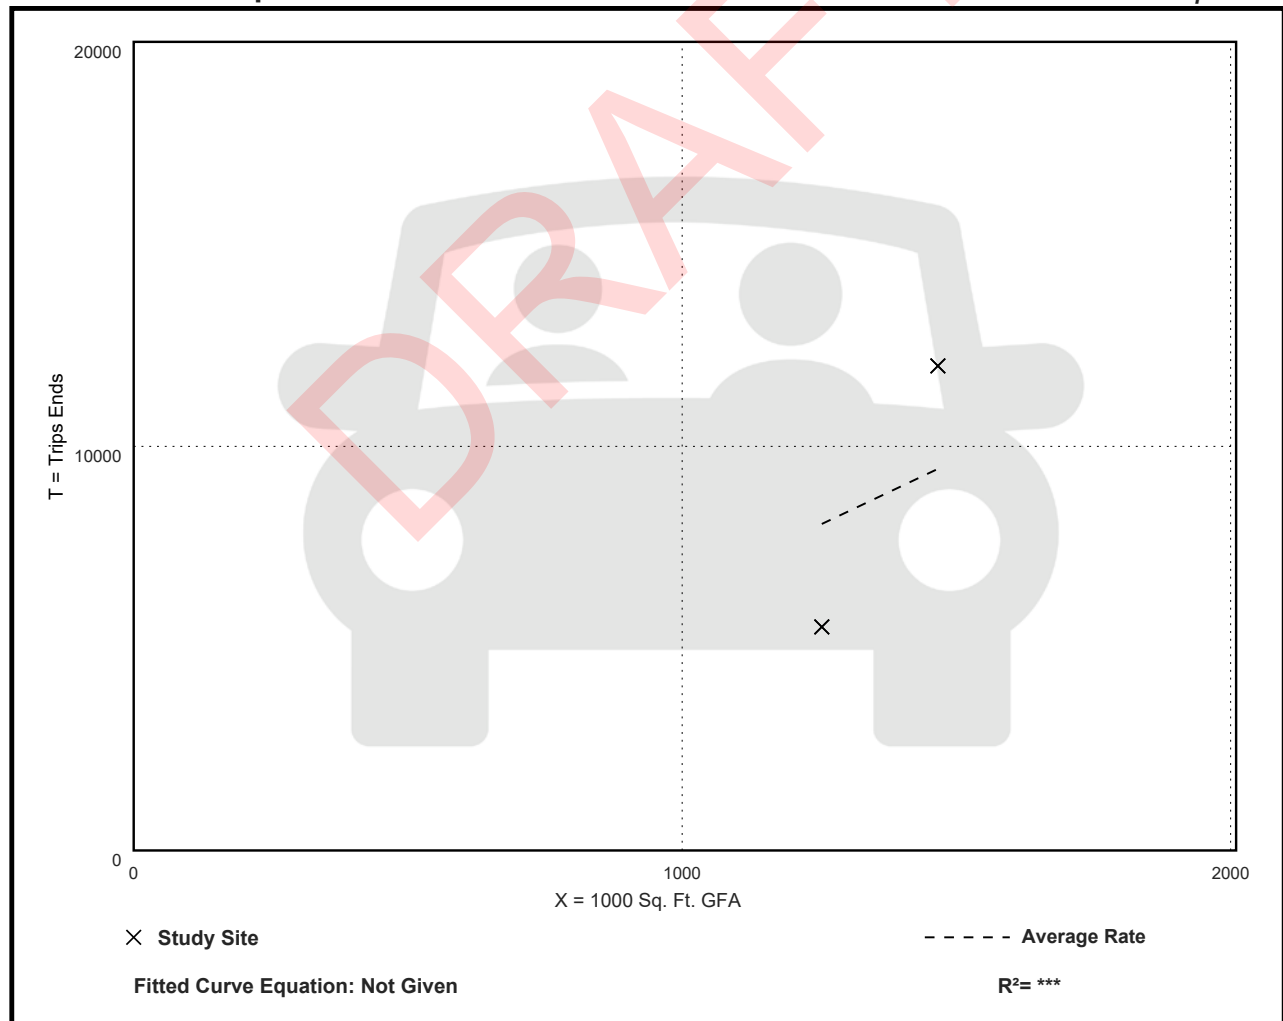 20000
10000
0
T = Trips Ends
0 1000 2000
X = 1000 Sq. Ft. GFA
Study Site
Average Rate
Fitted Curve Equation: Not Given
R²= ***